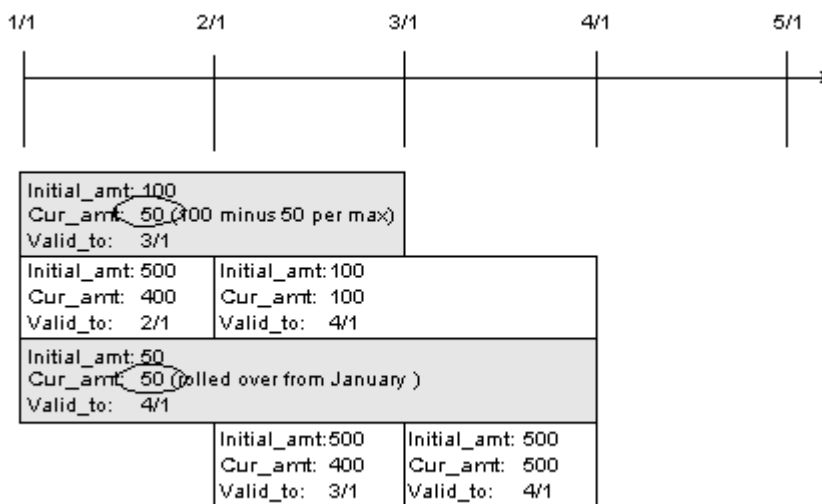 1/1 2/1 3/1 4/1 5/1
Initial_amt: 100
Cur_amt: 50 (100 minus 50 per max)
Valid_to: 3/1
Initial_amt: 500
Cur_amt: 400
Valid_to: 2/1
Initial_amt: 100
Cur_amt: 100
Valid_to: 4/1
Initial_amt: 50
Cur_amt: 50 (rolled over from January )
Valid_to: 4/1
Initial_amt: 500
Cur_amt: 400
Valid_to: 3/1
Initial_amt: 500
Cur_amt: 500
Valid_to: 4/1